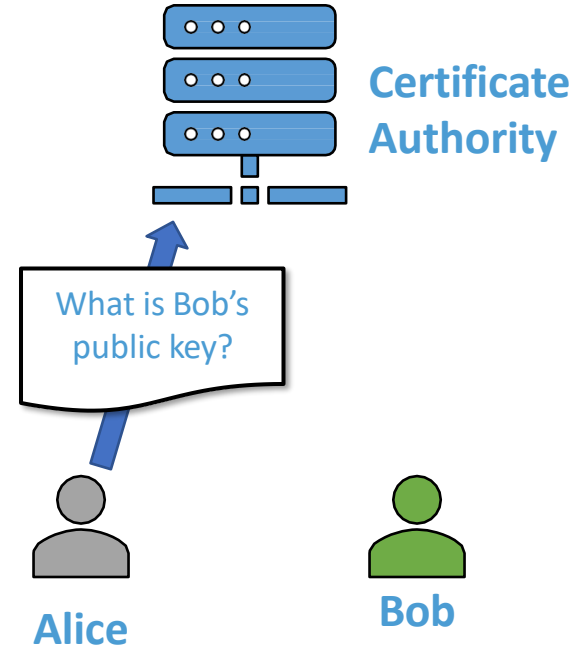 Certificate
Authority
What is Bob’s
public key?
Alice
Bob